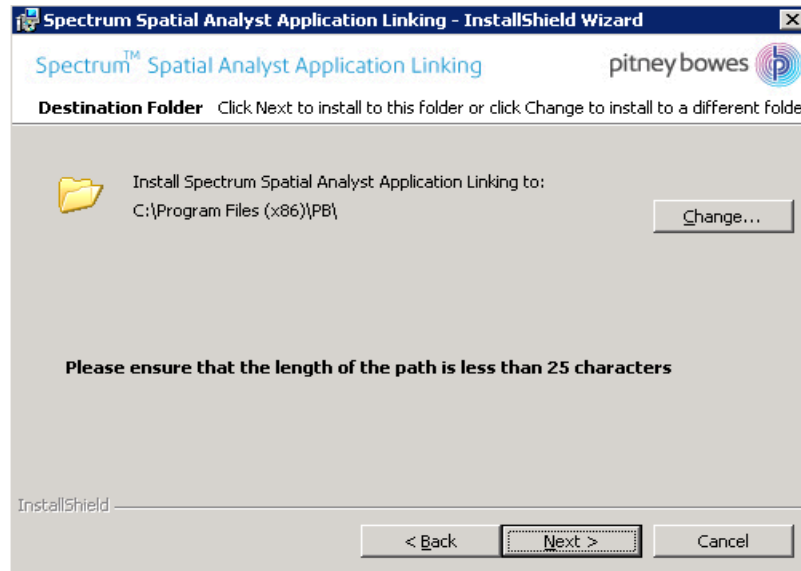 Spectrum Spatial Analyst Application Linking - InstallShield Wizard
Spectrum™ Spatial Analyst Application Linking
pitney bowes
Destination Folder Click Next to install to this folder or click Change to install to a different folde
Install Spectrum Spatial Analyst Application Linking to:
C:\Program Files (x86)\PB\
Change...
Please ensure that the length of the path is less than 25 characters
InstallShield
< Back
Next >
Cancel